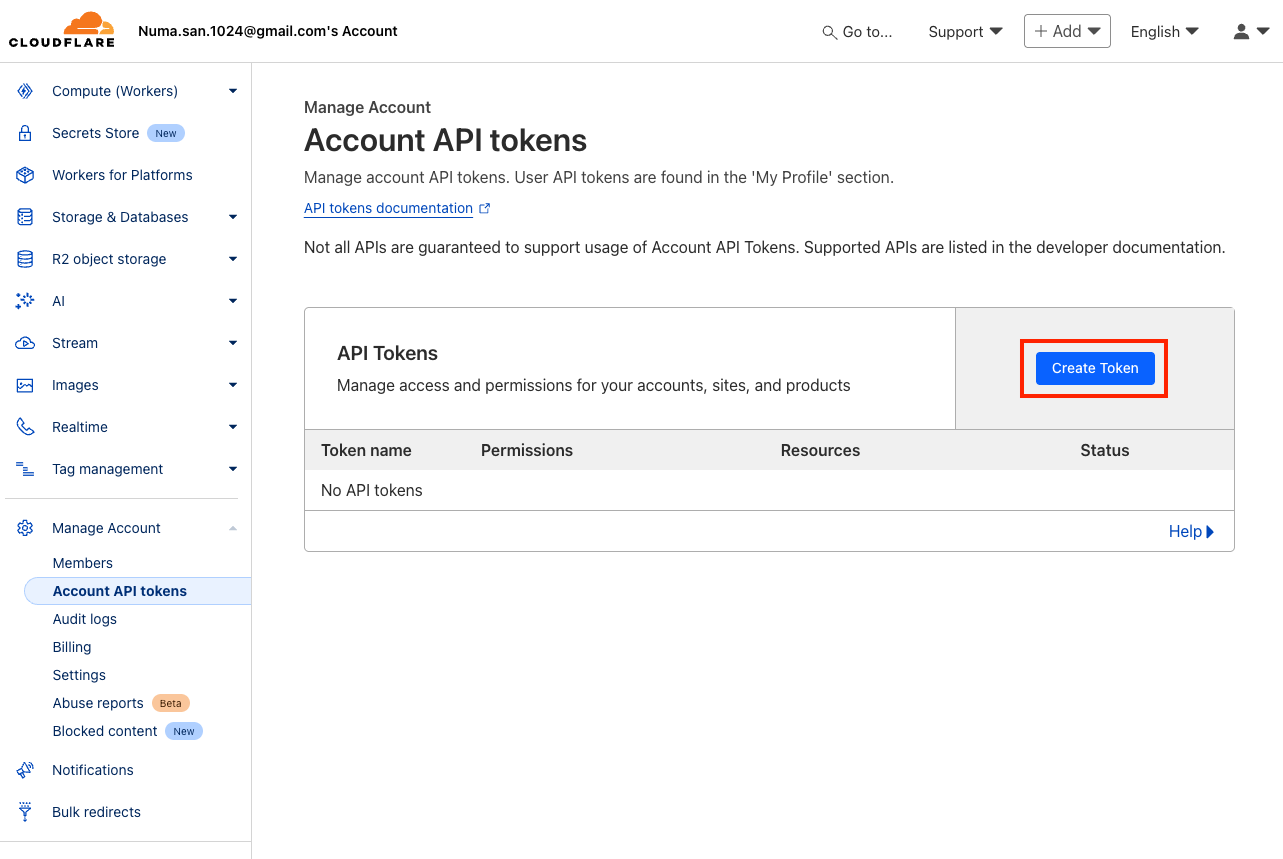 CLOUDFLARE
Numa.san.1024@gmail.com's Account
Go to...
Support
+ Add
English
Compute (Workers)
Secrets Store New
Workers for Platforms
Storage & Databases
R2 object storage
AI
Stream
Images
Realtime
Tag management
Manage Account
Members
Account API tokens
Audit logs
Billing
Settings
Abuse reports Beta
Blocked content New
Notifications
Bulk redirects
Manage Account
Account API tokens
Manage account API tokens. User API tokens are found in the 'My Profile' section.
API tokens documentation
Not all APIs are guaranteed to support usage of Account API Tokens. Supported APIs are listed in the developer documentation.
API Tokens
Manage access and permissions for your accounts, sites, and products
Create Token
Token name Permissions Resources Status
No API tokens
Help